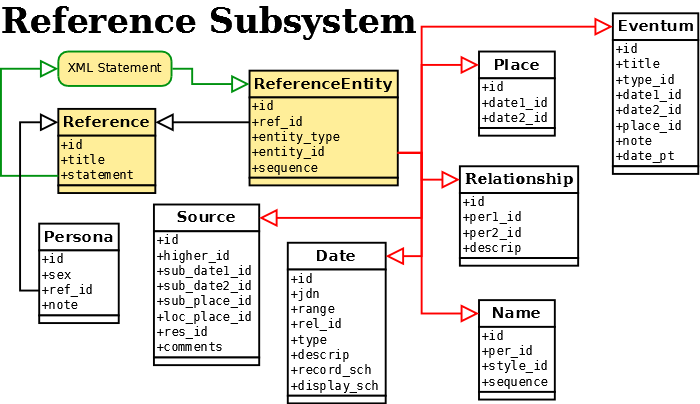 Reference Subsystem
XML Statement
ReferenceEntity
+id
+ref_id
+entity_type
+entity_id
+sequence
Reference
+id
+title
+statement
Persona
+id
+sex
+ref_id
+note
Source
+id
+higher_id
+sub_date1_id
+sub_date2_id
+sub_place_id
+loc_place_id
+res_id
+comments
Date
+id
+jdn
+range
+rel_id
+type
+descrip
+record_sch
+display_sch
Place
+id
+date1_id
+date2_id
Relationship
+id
+per1_id
+per2_id
+descrip
Name
+id
+per_id
+style_id
+sequence
Eventum
+id
+title
+type_id
+date1_id
+date2_id
+place_id
+note
+date_pt